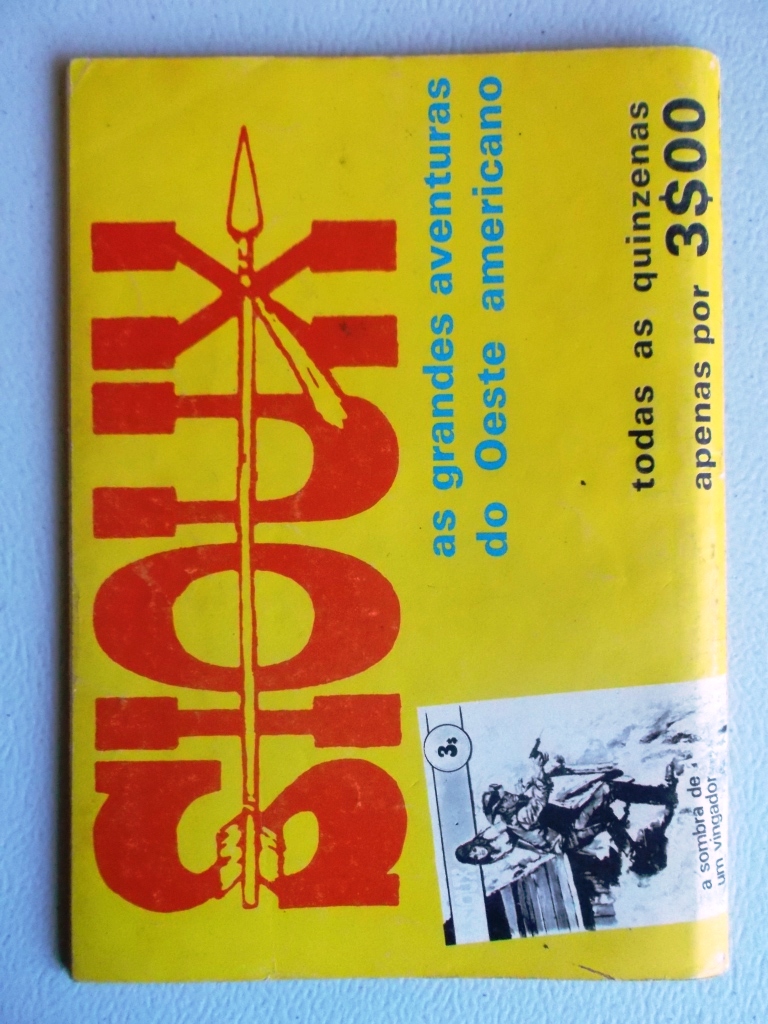 SIOUX
as grandes aventuras
do Oeste americano
todas as quinzenas
apenas por 3$00
3$
a sombra de
um vingador